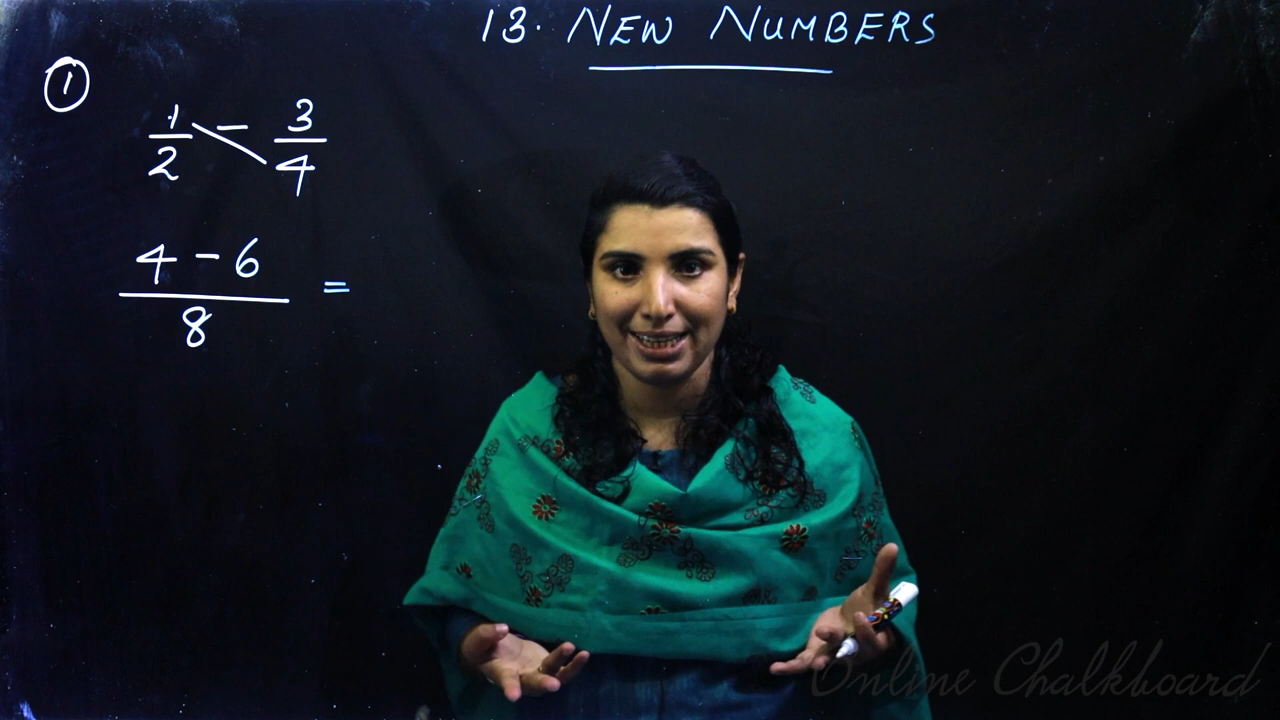 13. NEW NUMBERS
1
1/2 - 3/4
4 - 6
8 =
Online Chalkboard